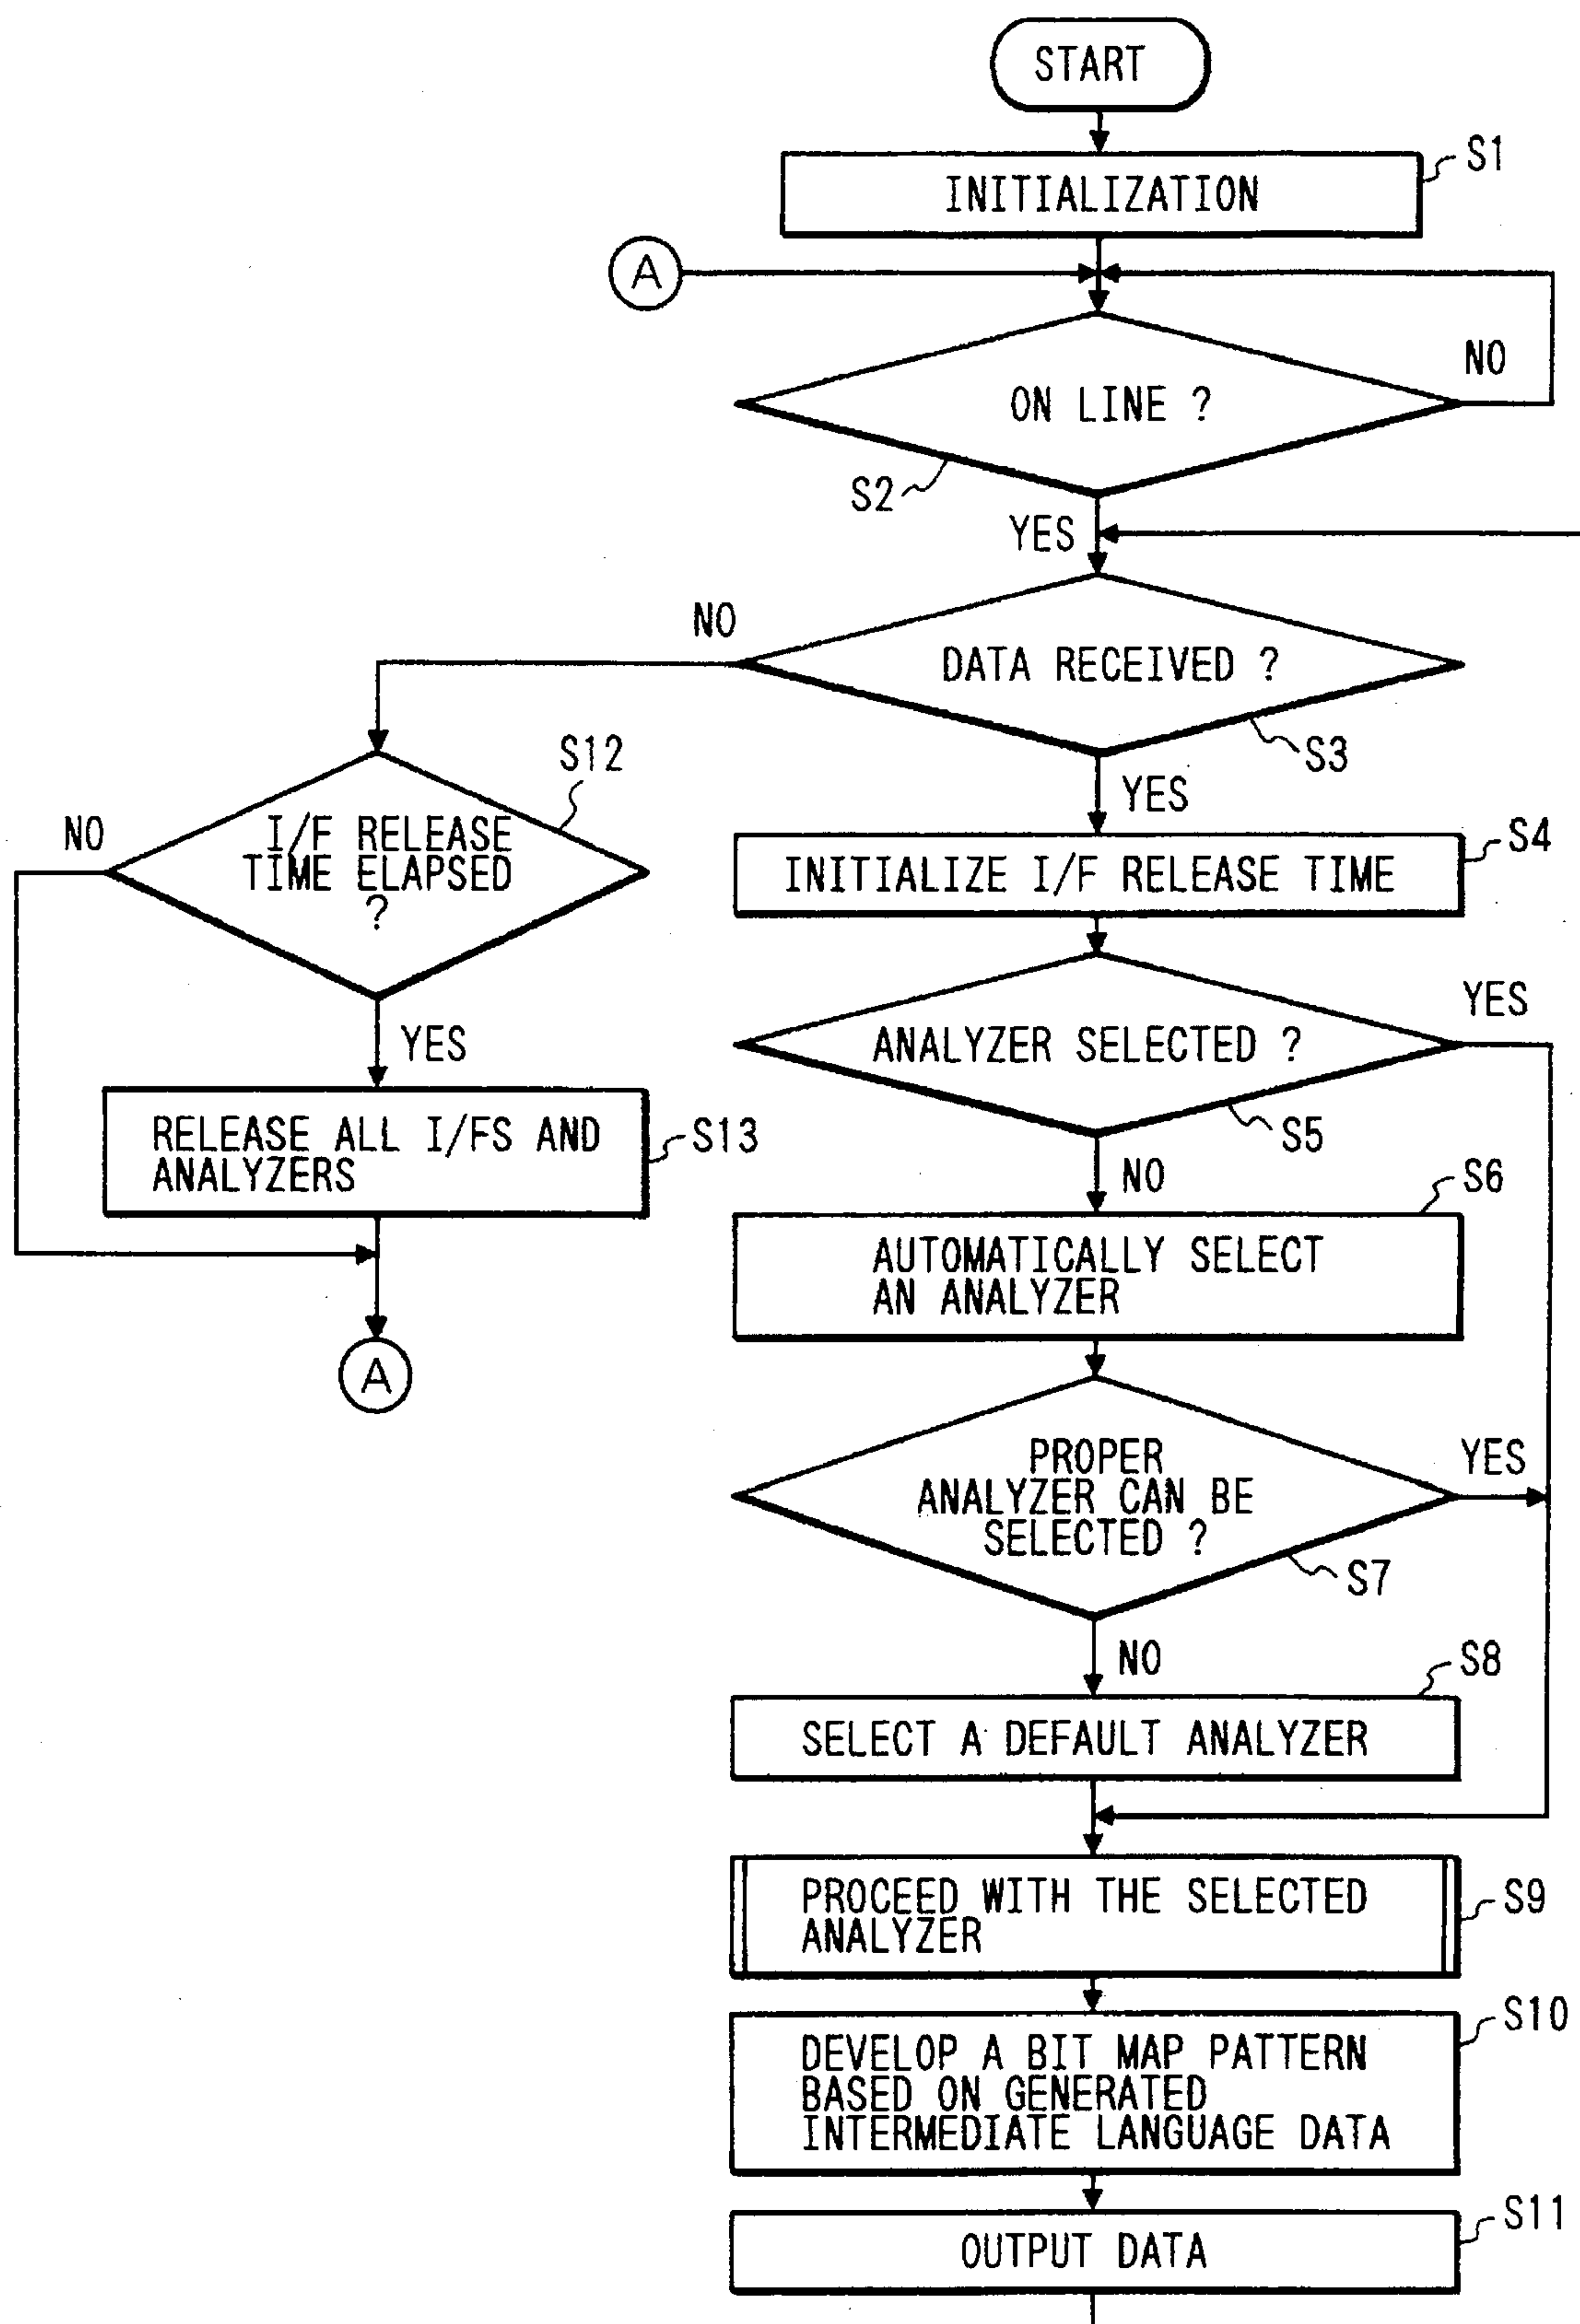 START
INITIALIZATION
S1
A
ON LINE ?
NO
S2
YES
DATA RECEIVED ?
NO
S3
YES
S12
I/F RELEASE
TIME ELAPSED
?
NO
YES
RELEASE ALL I/FS AND
ANALYZERS
S13
A
INITIALIZE I/F RELEASE TIME
S4
ANALYZER SELECTED ?
YES
S5
NO
S6
AUTOMATICALLY SELECT
AN ANALYZER
PROPER
ANALYZER CAN BE
SELECTED ?
YES
S7
NO
S8
SELECT A DEFAULT ANALYZER
PROCEED WITH THE SELECTED
ANALYZER
S9
S10
DEVELOP A BIT MAP PATTERN
BASED ON GENERATED
INTERMEDIATE LANGUAGE DATA
S11
OUTPUT DATA